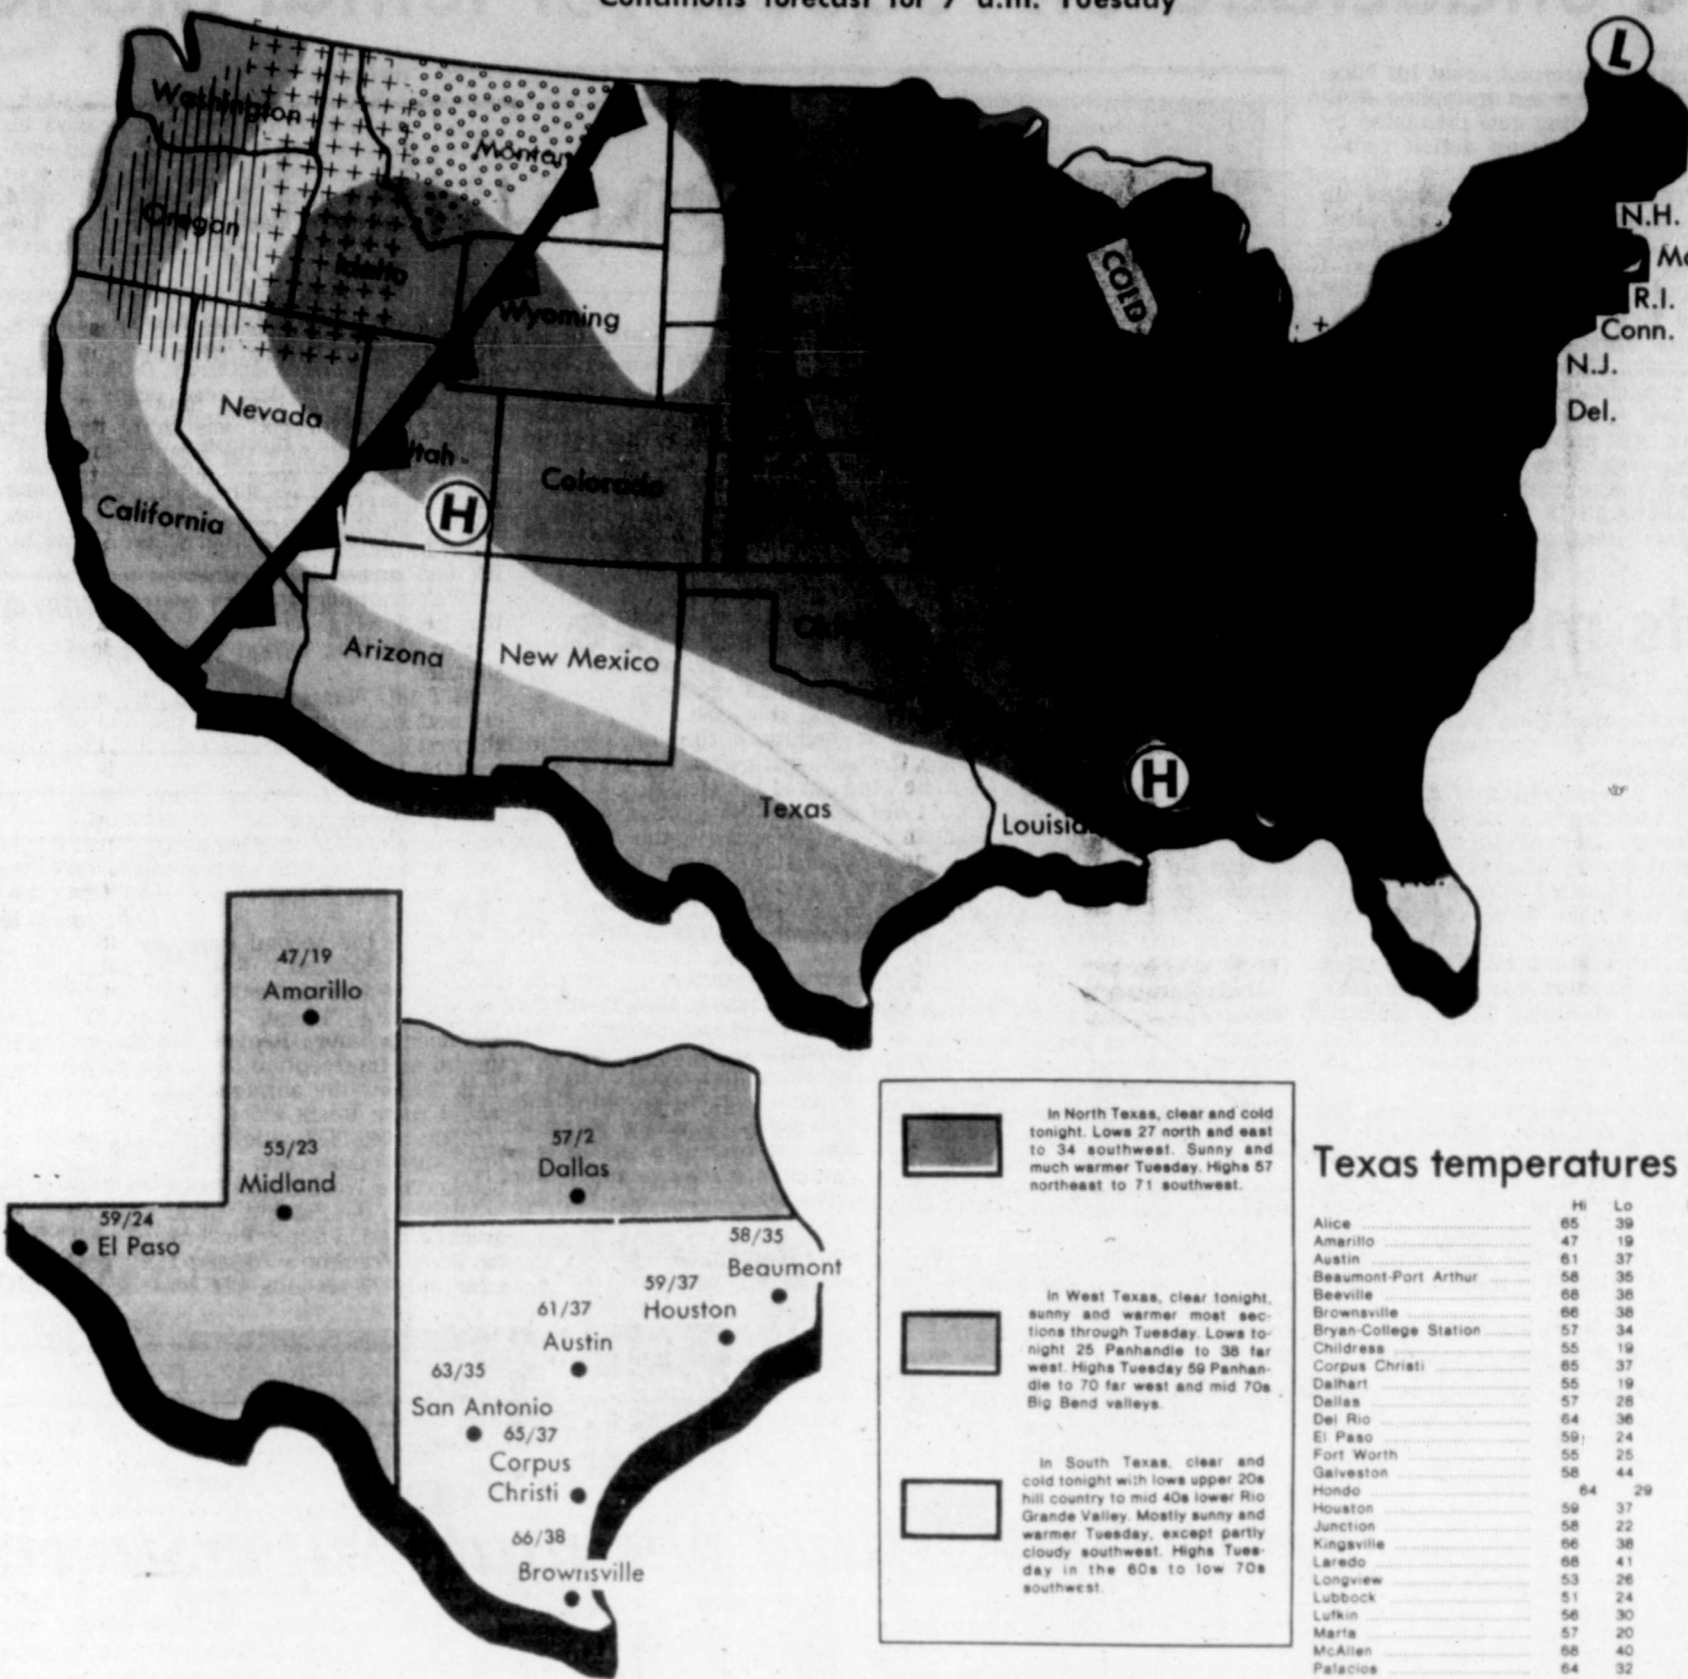 Conditions forecast for 7 a.m. Tuesday
L
Washington
Montan
Oregon
Idaho
Wyoming
COLD
N.H.
R.I.
Conn.
N.J.
Del.
Nevada
Utah
Colorado
California
H
Arizona
New Mexico
Texas
Louisia
H
47/19
Amarillo
55/23
Midland
57/2
Dallas
59/24
El Paso
58/35
Beaumont
59/37
Houston
61/37
Austin
63/35
San Antonio
65/37
Corpus
Christi
66/38
Brownsville
In North Texas, clear and cold
tonight. Lows 27 north and east
to 34 southwest. Sunny and
much warmer Tuesday. Highs 57
northeast to 71 southwest.
In West Texas, clear tonight,
sunny and warmer most sec-
tions through Tuesday. Lows to-
night 25 Panhandle to 38 far
west. Highs Tuesday 59 Panhan-
dle to 70 far west and mid 70s
Big Bend valleys.
In South Texas, clear and
cold tonight with lows upper 20s
hill country to mid 40s lower Rio
Grande Valley. Mostly sunny and
warmer Tuesday, except partly
cloudy southwest. Highs Tues-
day in the 60s to low 70s
southwest.
Texas temperatures
Hi Lo
Alice 65 39
Amarillo 47 19
Austin 61 37
Beaumont-Port Arthur 58 35
Beeville 68 36
Brownsville 66 38
Bryan-College Station 57 34
Childress 55 19
Corpus Christi 65 37
Dalhart 55 19
Dallas 57 28
Del Rio 64 36
El Paso 59 24
Fort Worth 55 25
Galveston 58 44
Hondo 64 29
Houston 59 37
Junction 58 22
Kingsville 66 38
Laredo 68 41
Longview 53 26
Lubbock 51 24
Lufkin 56 30
Marfa 57 20
McAllen 68 40
Palacios 64 32